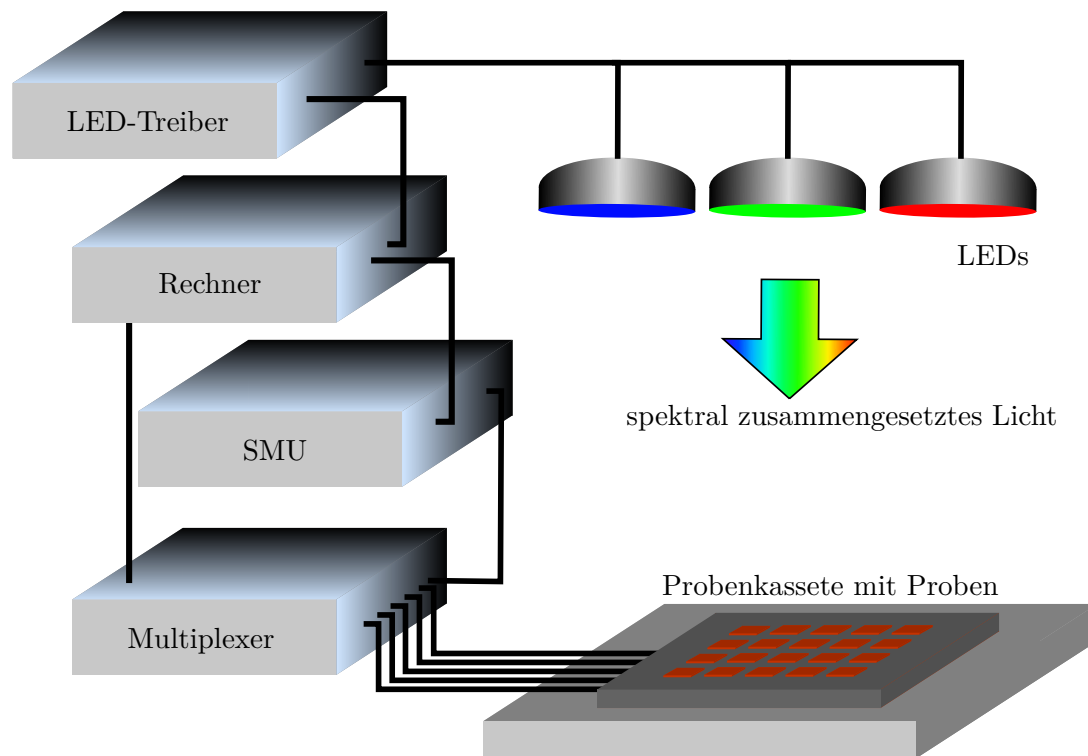 LED-Treiber
Rechner
LEDs
spektral zusammengesetztes Licht
SMU
Probenkassete mit Proben
Multiplexer